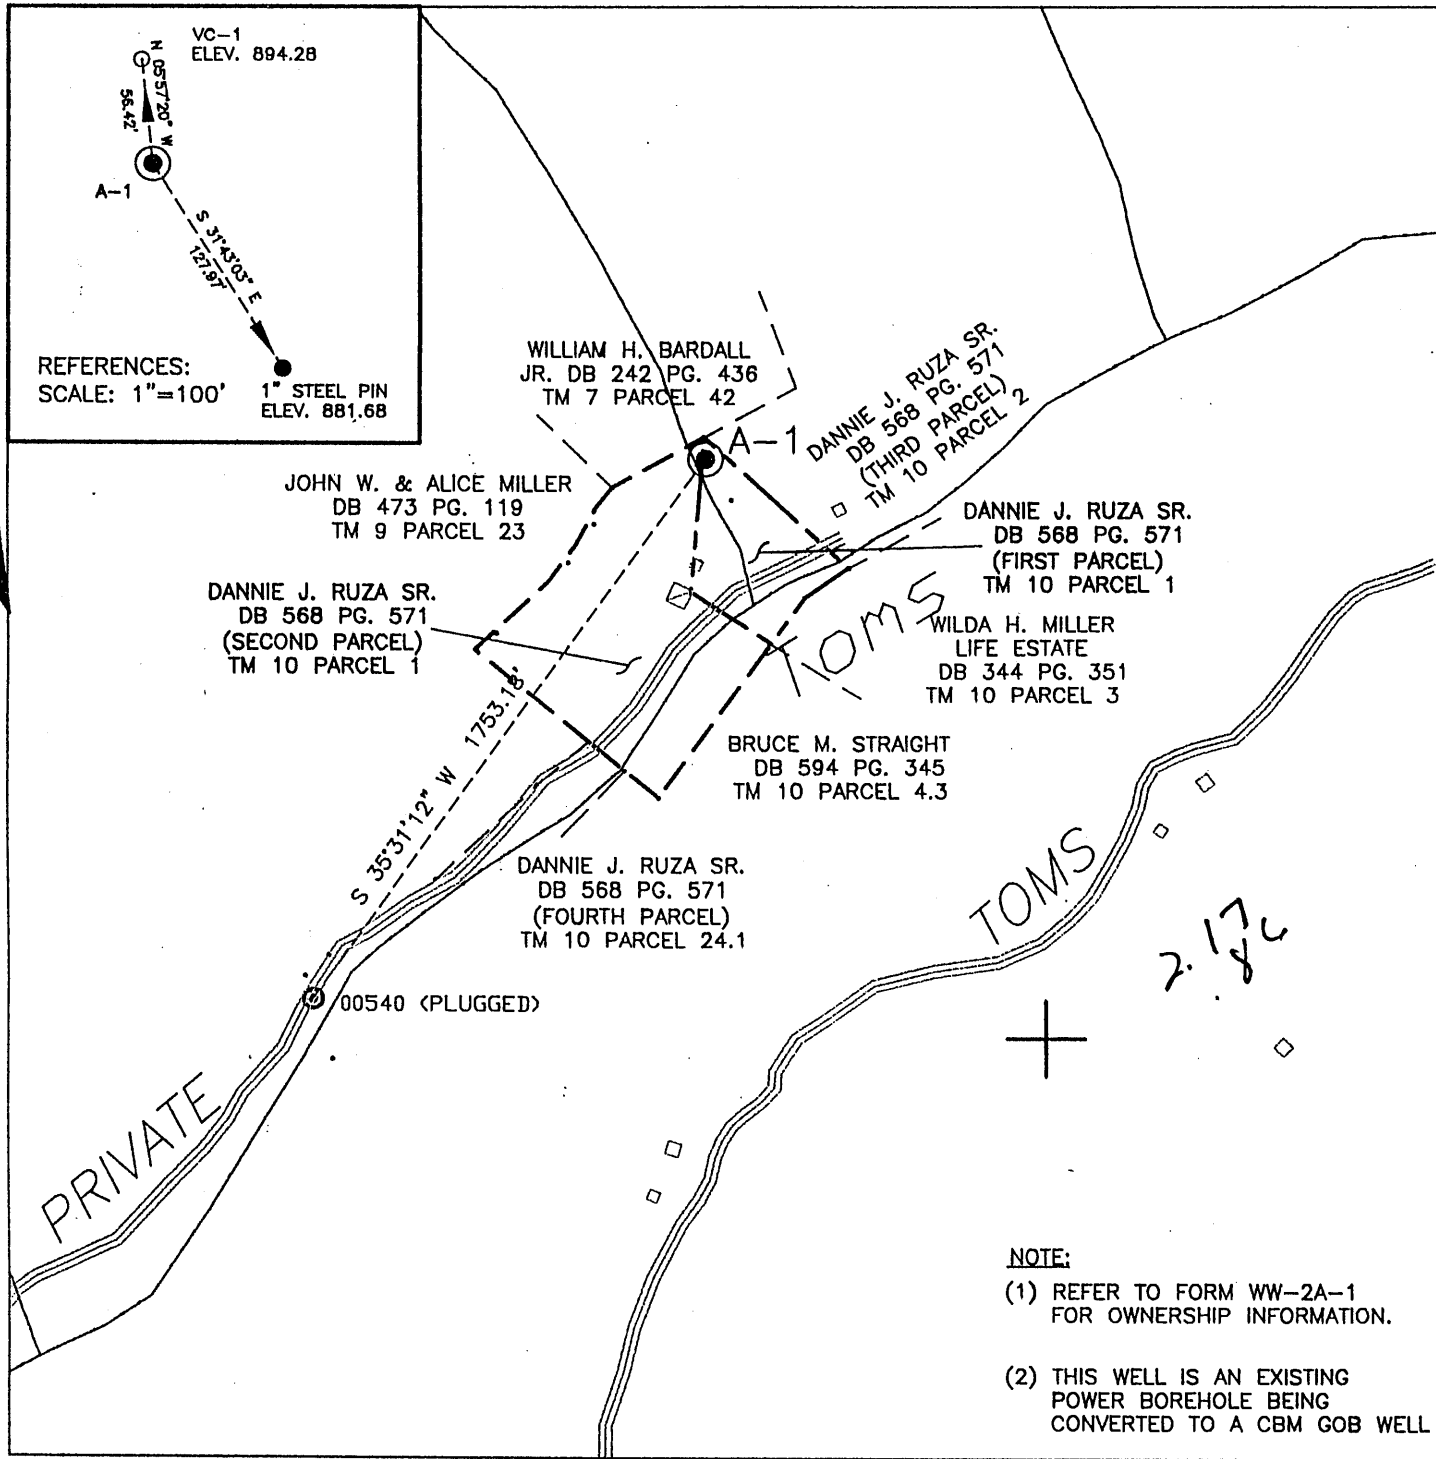 VC-1
ELEV. 894.28
N 05°57'20" W
56.42'
A-1
S 31°43'03" E
127.97'
REFERENCES:
SCALE: 1"=100'
1" STEEL PIN
ELEV. 881.68
WILLIAM H. BARDALL
JR. DB 242 PG. 436
TM 7 PARCEL 42
A-1
DANNIE J. RUZA SR.
DB 568 PG. 571
(THIRD PARCEL)
TM 10 PARCEL 2
JOHN W. & ALICE MILLER
DB 473 PG. 119
TM 9 PARCEL 23
DANNIE J. RUZA SR.
DB 568 PG. 571
(FIRST PARCEL)
TM 10 PARCEL 1
DANNIE J. RUZA SR.
DB 568 PG. 571
(SECOND PARCEL)
TM 10 PARCEL 1
TOMS
WILDA H. MILLER
LIFE ESTATE
DB 344 PG. 351
TM 10 PARCEL 3
S 35°31'12" W 1753.18'
BRUCE M. STRAIGHT
DB 594 PG. 345
TM 10 PARCEL 4.3
DANNIE J. RUZA SR.
DB 568 PG. 571
(FOURTH PARCEL)
TM 10 PARCEL 24.1
TOMS
00540 (PLUGGED)
PRIVATE
NOTE:
(1) REFER TO FORM WW-2A-1
FOR OWNERSHIP INFORMATION.
(2) THIS WELL IS AN EXISTING
POWER BOREHOLE BEING
CONVERTED TO A CBM GOB WELL